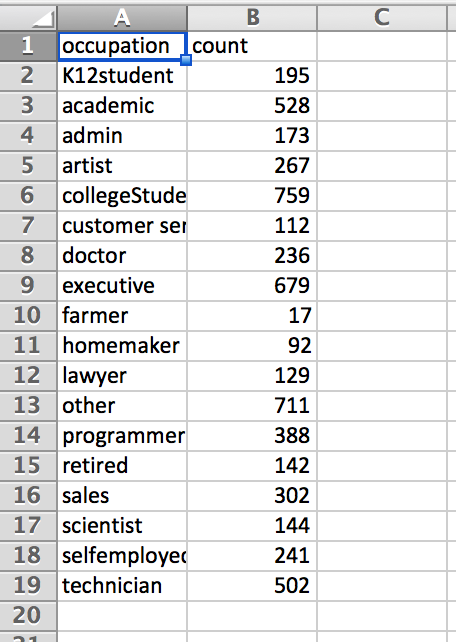 A B C
1 occupation count
2 K12student 195
3 academic 528
4 admin 173
5 artist 267
6 collegeStude 759
7 customer ser 112
8 doctor 236
9 executive 679
10 farmer 17
11 homemaker 92
12 lawyer 129
13 other 711
14 programmer 388
15 retired 142
16 sales 302
17 scientist 144
18 selfemployed 241
19 technician 502
20